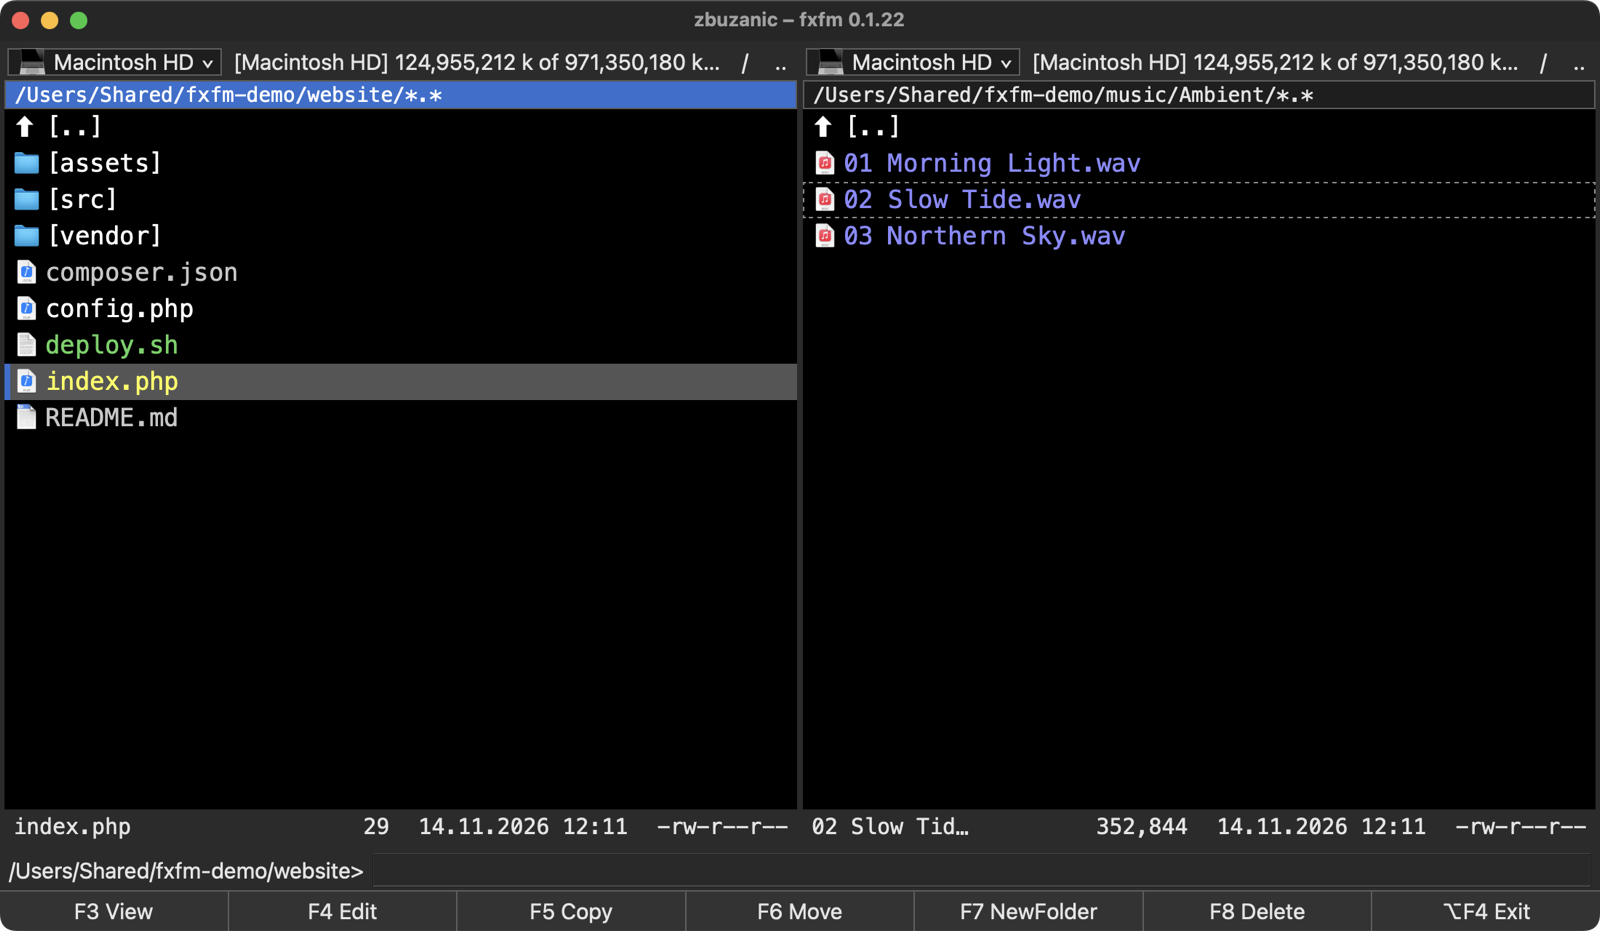 zbuzanic – fxfm 0.1.22
Macintosh HD [Macintosh HD] 124,955,212 k of 971,350,180 k... / ..
/Users/Shared/fxfm-demo/website/*.*
[..]
[assets]
[src]
[vendor]
composer.json
config.php
deploy.sh
index.php
README.md
index.php 29 14.11.2026 12:11 -rw-r--r--
Macintosh HD [Macintosh HD] 124,955,212 k of 971,350,180 k... / ..
/Users/Shared/fxfm-demo/music/Ambient/*.*
[..]
01 Morning Light.wav
02 Slow Tide.wav
03 Northern Sky.wav
02 Slow Tid… 352,844 14.11.2026 12:11 -rw-r--r--
/Users/Shared/fxfm-demo/website>
F3 View F4 Edit F5 Copy F6 Move F7 NewFolder F8 Delete ⌥F4 Exit